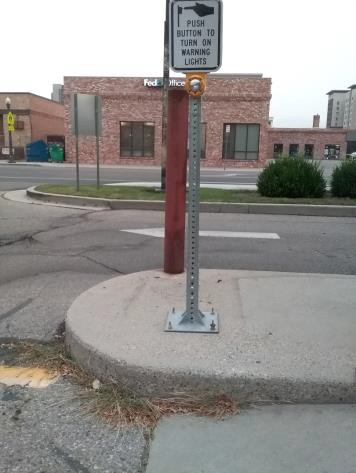 PUSH
BUTTON TO
TURN ON
WARNING
LIGHTS
FedEx Office